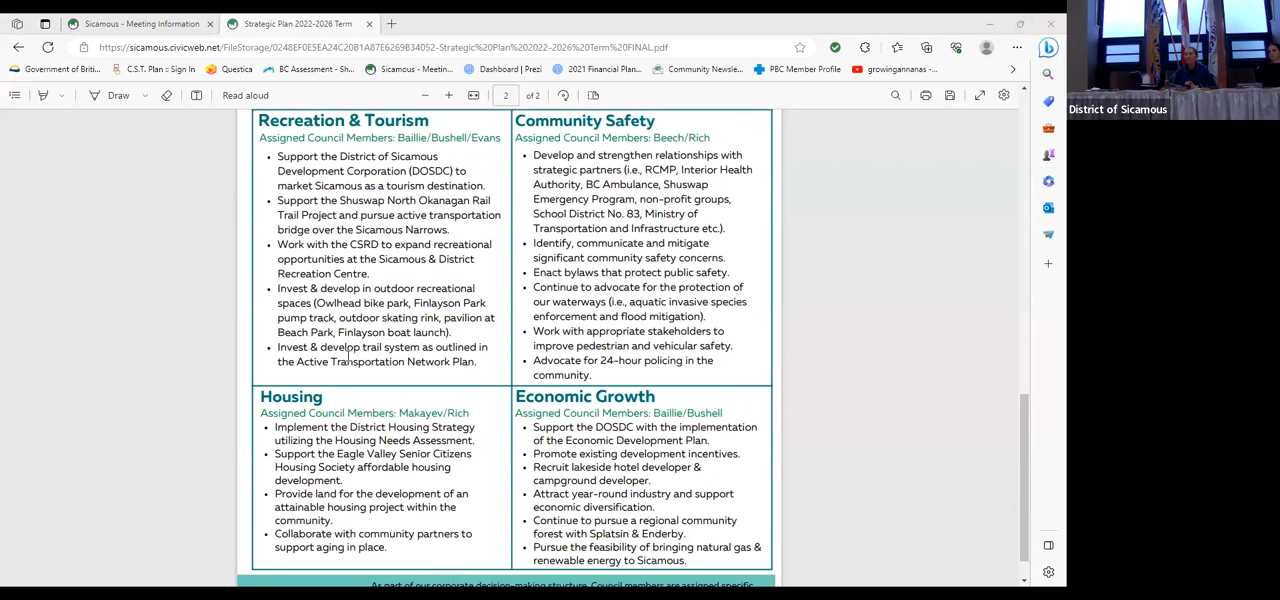 Sicamous - Meeting Information
Strategic Plan 2022-2026 Term
https://sicamous.civicweb.net/FileStorage/0248EF0E5EA24C20B1A87E6269B34052-Strategic%20Plan%202022-2026%20Term%20FINAL.pdf
Government of Briti...
C.S.T. Plan :: Sign In
Questica
BC Assessment - Sh...
Sicamous - Meetin...
Dashboard | Prezi
2021 Financial Plan...
Community Newsle...
PBC Member Profile
growingannanas -...
Draw
Read aloud
2
of 2
District of Sicamous
Recreation & Tourism
Assigned Council Members: Baillie/Bushell/Evans
• Support the District of Sicamous
Development Corporation (DOSDC) to
market Sicamous as a tourism destination.
• Support the Shuswap North Okanagan Rail
Trail Project and pursue active transportation
bridge over the Sicamous Narrows.
• Work with the CSRD to expand recreational
opportunities at the Sicamous & District
Recreation Centre.
• Invest & develop in outdoor recreational
spaces (Owlhead bike park, Finlayson Park
pump track, outdoor skating rink, pavilion at
Beach Park, Finlayson boat launch).
• Invest & develop trail system as outlined in
the Active Transportation Network Plan.
Community Safety
Assigned Council Members: Beech/Rich
• Develop and strengthen relationships with
strategic partners (i.e., RCMP, Interior Health
Authority, BC Ambulance, Shuswap
Emergency Program, non-profit groups,
School District No. 83, Ministry of
Transportation and Infrastructure etc.).
• Identify, communicate and mitigate
significant community safety concerns.
• Enact bylaws that protect public safety.
• Continue to advocate for the protection of
our waterways (i.e., aquatic invasive species
enforcement and flood mitigation).
• Work with appropriate stakeholders to
improve pedestrian and vehicular safety.
• Advocate for 24-hour policing in the
community.
Housing
Assigned Council Members: Makayev/Rich
• Implement the District Housing Strategy
utilizing the Housing Needs Assessment.
• Support the Eagle Valley Senior Citizens
Housing Society affordable housing
development.
• Provide land for the development of an
attainable housing project within the
community.
• Collaborate with community partners to
support aging in place.
Economic Growth
Assigned Council Members: Baillie/Bushell
• Support the DOSDC with the implementation
of the Economic Development Plan.
• Promote existing development incentives.
• Recruit lakeside hotel developer &
campground developer.
• Attract year-round industry and support
economic diversification.
• Continue to pursue a regional community
forest with Splatsin & Enderby.
• Pursue the feasibility of bringing natural gas &
renewable energy to Sicamous.
As part of our corporate decision-making structure, Council members are assigned specific